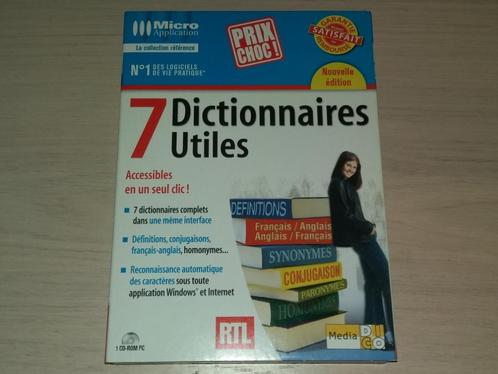 Micro
Application
La collection référence
N°1 DES LOGICIELS
DE VIE PRATIQUE*
PRIX
CHOC !
GARANTIE
SATISFAIT
REMBOURSÉ
Nouvelle
édition
7 Dictionnaires
Utiles
Accessibles
en un seul clic !
7 dictionnaires complets
dans une même interface
Définitions, conjugaisons,
français-anglais, homonymes...
Reconnaissance automatique
des caractères sous toute
application Windows® et Internet
DEFINITIONS
Français / Anglais
Anglais / Français
SYNONYMES
CONJUGAISON
PARONYMES
HOMONYMES
1 CD-ROM PC
RTL
Media
DICO